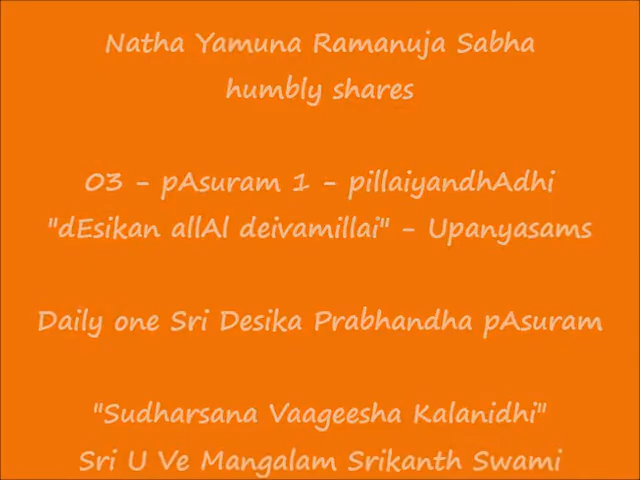 Natha Yamuna Ramanuja Sabha
humbly shares
03 - pAsuram 1 - pillaiyandhAdhi
"dEsikan allAl deivamillai" - Upanyasams
Daily one Sri Desika Prabhandha pAsuram
"Sudharsana Vaageesha Kalanidhi"
Sri U Ve Mangalam Srikanth Swami